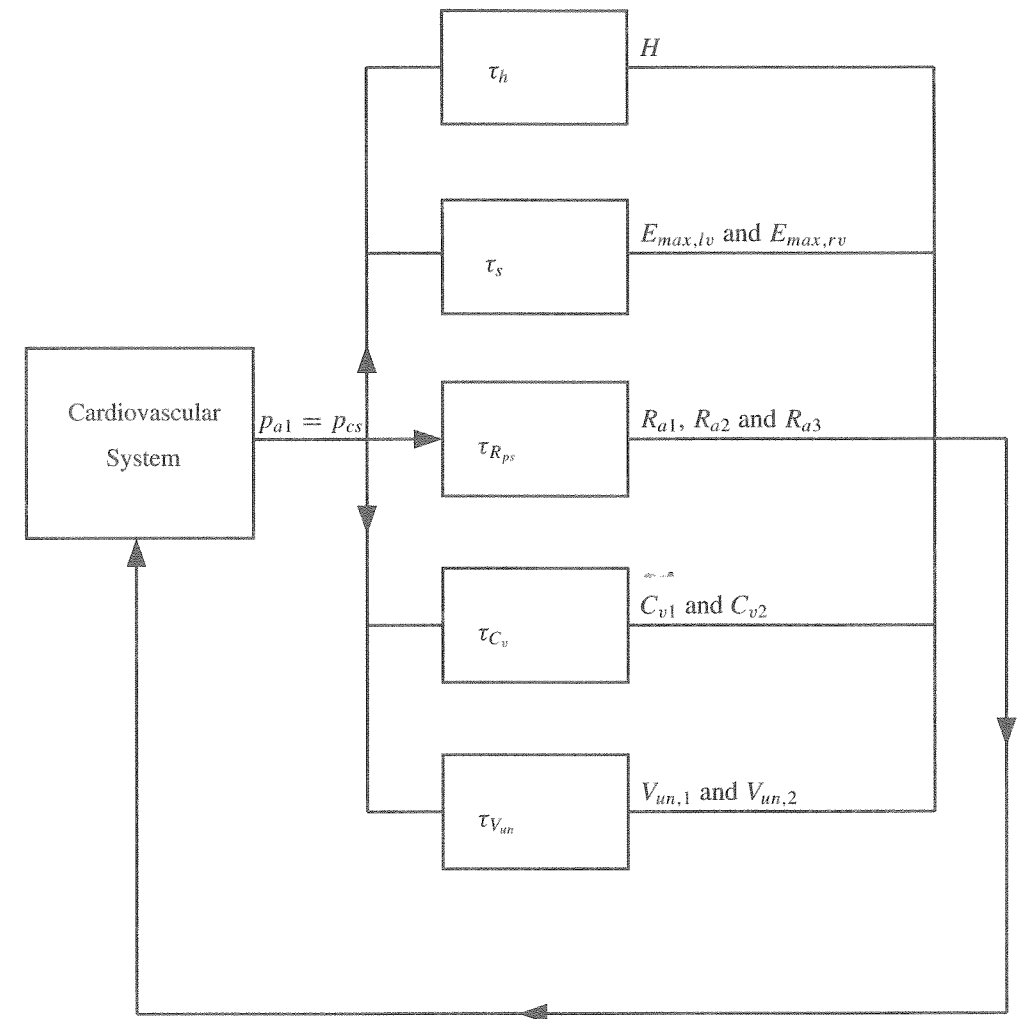 H
τ_h
E_{max,lv} and E_{max,rv}
τ_s
Cardiovascular
System
p_{a1} = p_{cs}
R_{a1}, R_{a2} and R_{a3}
τ_{R_{ps}}
C_{v1} and C_{v2}
τ_{C_v}
V_{un,1} and V_{un,2}
τ_{V_{un}}